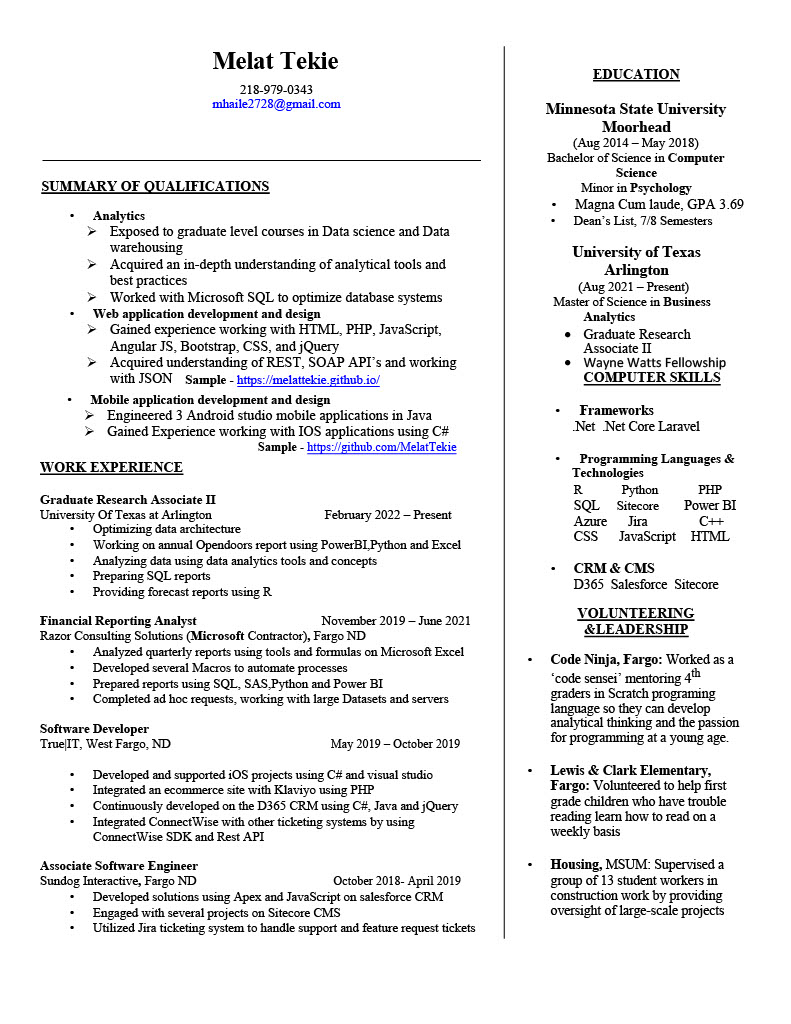 Melat Tekie
218-979-0343
mhaile2728@gmail.com
SUMMARY OF QUALIFICATIONS
• Analytics
➢ Exposed to graduate level courses in Data science and Data
warehousing
➢ Acquired an in-depth understanding of analytical tools and
best practices
➢ Worked with Microsoft SQL to optimize database systems
• Web application development and design
➢ Gained experience working with HTML, PHP, JavaScript,
Angular JS, Bootstrap, CSS, and jQuery
➢ Acquired understanding of REST, SOAP API's and working
with JSON Sample - https://melattekie.github.io/
• Mobile application development and design
➢ Engineered 3 Android studio mobile applications in Java
➢ Gained Experience working with IOS applications using C#
Sample - https://github.com/MelatTekie
WORK EXPERIENCE
Graduate Research Associate II
University Of Texas at Arlington February 2022 – Present
• Optimizing data architecture
• Working on annual Opendoors report using PowerBI,Python and Excel
• Analyzing data using data analytics tools and concepts
• Preparing SQL reports
• Providing forecast reports using R
Financial Reporting Analyst November 2019 – June 2021
Razor Consulting Solutions (Microsoft Contractor), Fargo ND
• Analyzed quarterly reports using tools and formulas on Microsoft Excel
• Developed several Macros to automate processes
• Prepared reports using SQL, SAS,Python and Power BI
• Completed ad hoc requests, working with large Datasets and servers
Software Developer
True|IT, West Fargo, ND May 2019 – October 2019
• Developed and supported iOS projects using C# and visual studio
• Integrated an ecommerce site with Klaviyo using PHP
• Continuously developed on the D365 CRM using C#, Java and jQuery
• Integrated ConnectWise with other ticketing systems by using
ConnectWise SDK and Rest API
Associate Software Engineer
Sundog Interactive, Fargo ND October 2018- April 2019
• Developed solutions using Apex and JavaScript on salesforce CRM
• Engaged with several projects on Sitecore CMS
• Utilized Jira ticketing system to handle support and feature request tickets
EDUCATION
Minnesota State University
Moorhead
(Aug 2014 – May 2018)
Bachelor of Science in Computer
Science
Minor in Psychology
• Magna Cum laude, GPA 3.69
• Dean's List, 7/8 Semesters
University of Texas
Arlington
(Aug 2021 – Present)
Master of Science in Business
Analytics
• Graduate Research
Associate II
• Wayne Watts Fellowship
COMPUTER SKILLS
• Frameworks
.Net .Net Core Laravel
• Programming Languages &
Technologies
R Python PHP
SQL Sitecore Power BI
Azure Jira C++
CSS JavaScript HTML
• CRM & CMS
D365 Salesforce Sitecore
VOLUNTEERING
&LEADERSHIP
• Code Ninja, Fargo: Worked as a
‘code sensei’ mentoring 4th
graders in Scratch programing
language so they can develop
analytical thinking and the passion
for programming at a young age.
• Lewis & Clark Elementary,
Fargo: Volunteered to help first
grade children who have trouble
reading learn how to read on a
weekly basis
• Housing, MSUM: Supervised a
group of 13 student workers in
construction work by providing
oversight of large-scale projects